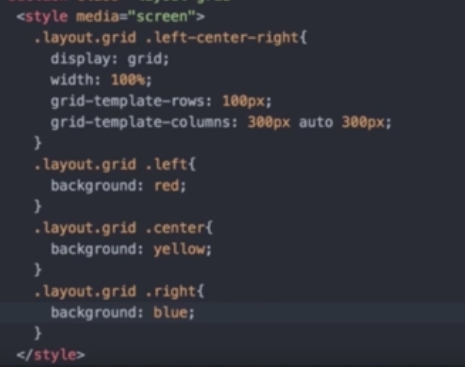 <style media="screen">
.layout.grid .left-center-right{
display: grid;
width: 100%;
grid-template-rows: 100px;
grid-template-columns: 300px auto 300px;
}
.layout.grid .left{
background: red;
}
.layout.grid .center{
background: yellow;
}
.layout.grid .right{
background: blue;
}
</style>